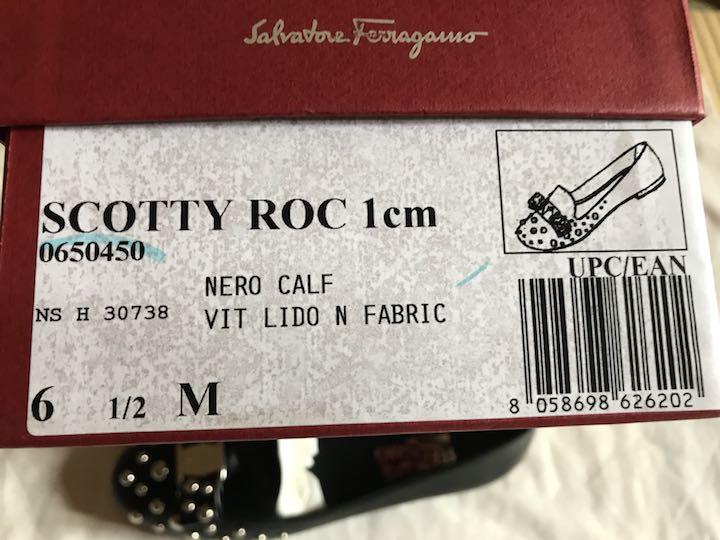 Salvatore Ferragamo
SCOTTY ROC 1cm
0650450
UPC/EAN
NERO CALF
NS H 30738 VIT LIDO N FABRIC
6 1/2 M
8 058698 626202